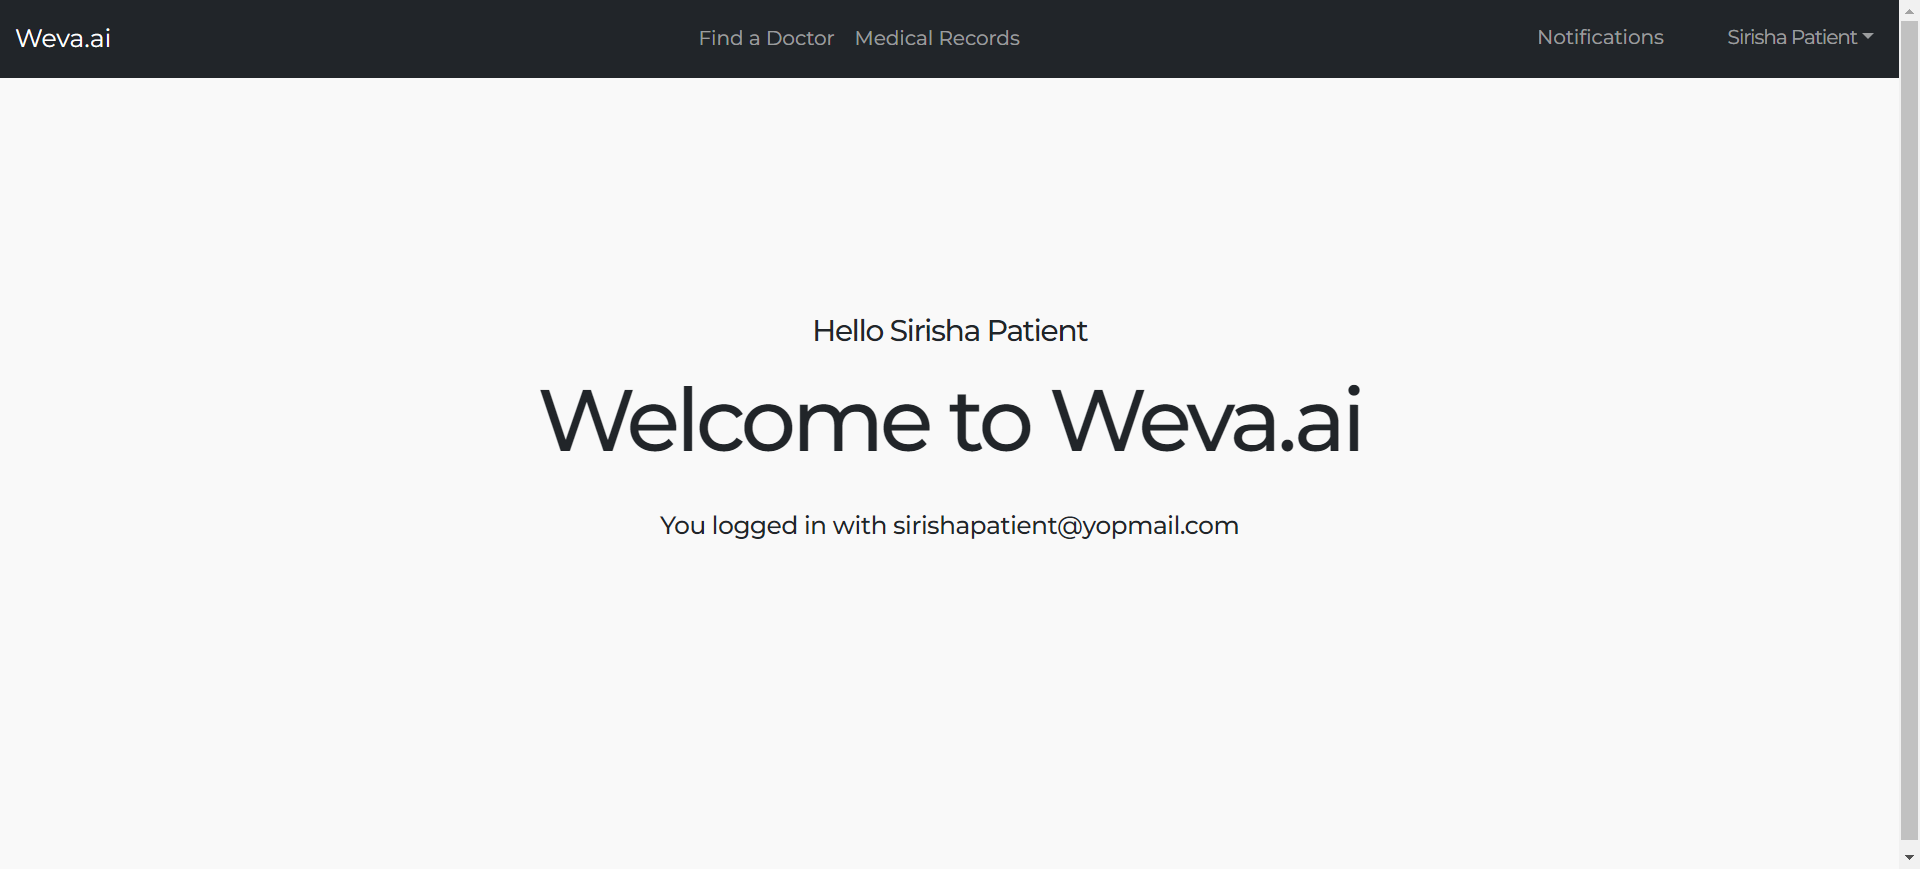 Weva.ai
Find a Doctor
Medical Records
Notifications
Sirisha Patient
Hello Sirisha Patient
Welcome to Weva.ai
You logged in with sirishapatient@yopmail.com